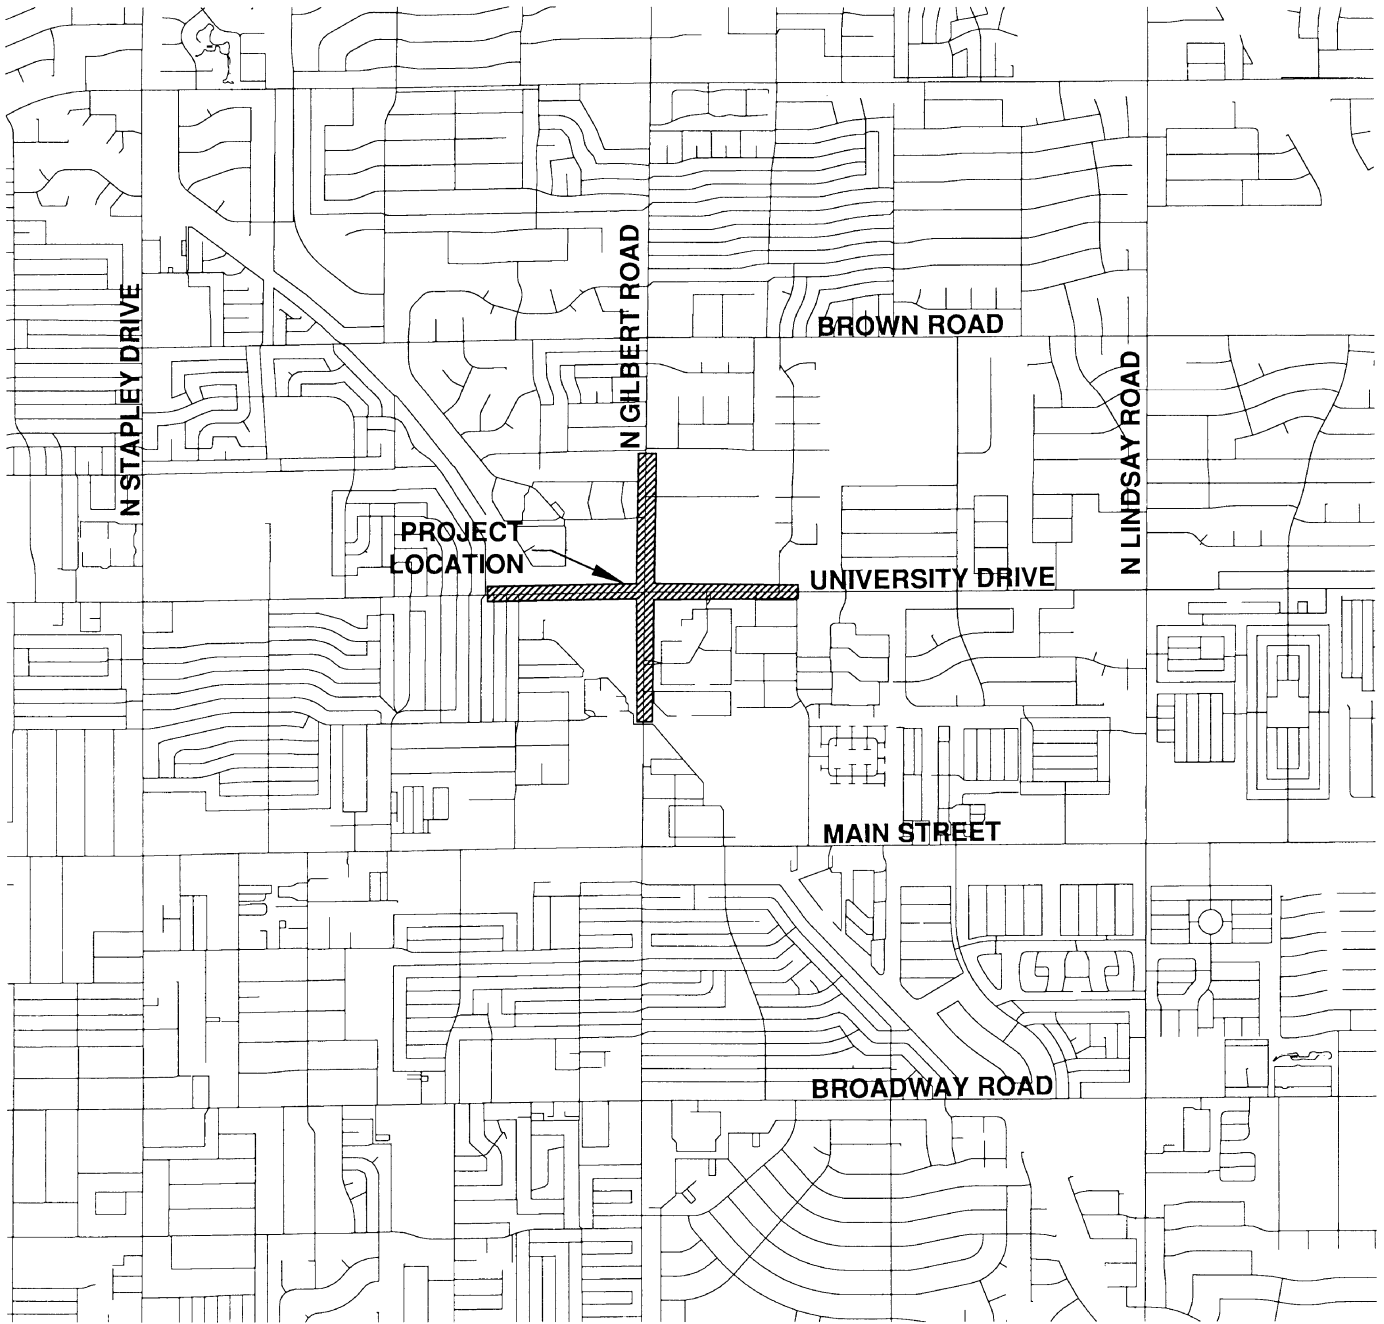 N GILBERT ROAD
N STAPLEY DRIVE
BROWN ROAD
N LINDSAY ROAD
PROJECT
LOCATION
UNIVERSITY DRIVE
MAIN STREET
BROADWAY ROAD